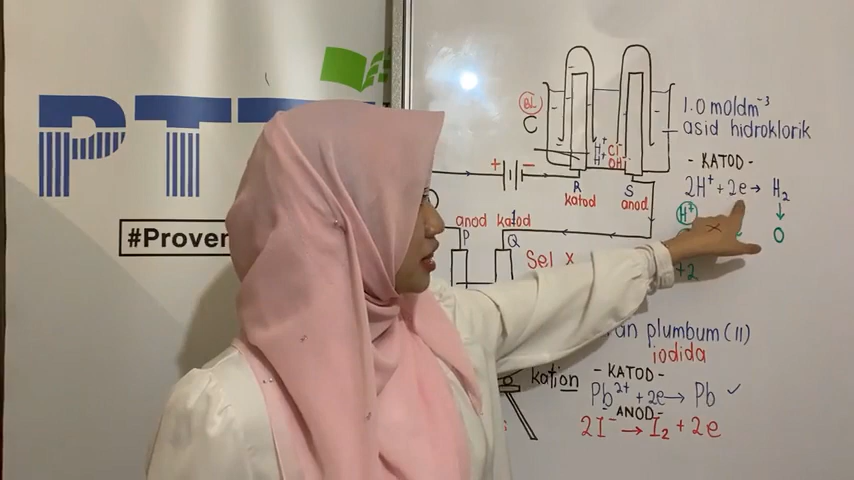 PTT
#Prover
BL
C
H+ Cl-
H+ OH-
1.0 moldm-3
asid hidroklorik
- KATOD -
2H+ + 2e → H2
H+
0
+2
+
-
R
katod
S
anod
anod
katod
P
Q
Sel X
plumbum (II)
iodida
kation
- KATOD -
Pb2+ + 2e → Pb ✓
- ANOD -
2I- → I2 + 2e